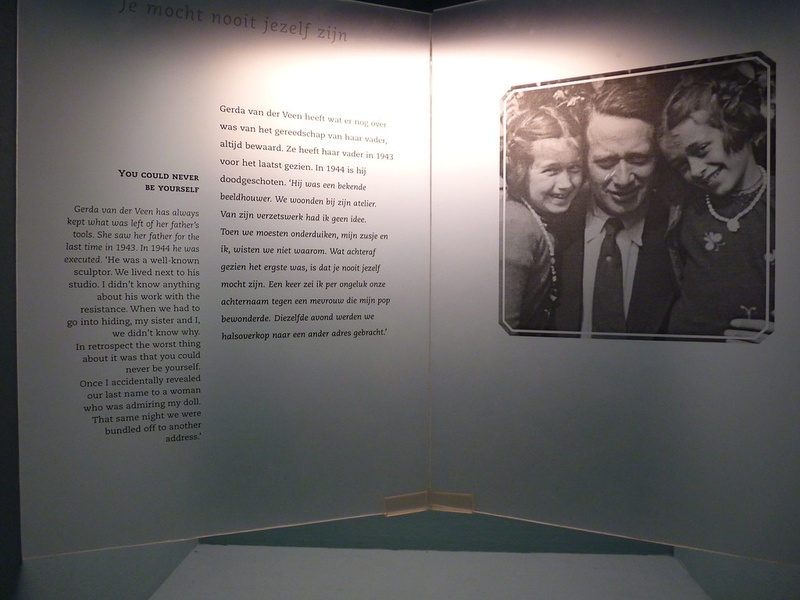 Je mocht nooit jezelf zijn
YOU COULD NEVER
BE YOURSELF
Gerda van der Veen has always
kept what was left of her father's
tools. She saw her father for the
last time in 1943. In 1944 he was
executed. 'He was a well-known
sculptor. We lived next to his
studio. I didn't know anything
about his work with the
resistance. When we had to
go into hiding, my sister and I,
we didn't know why.
In retrospect the worst thing
about it was that you could
never be yourself.
Once I accidentally revealed
our last name to a woman
who was admiring my doll.
That same night we were
bundled off to another
address.'
Gerda van der Veen heeft wat er nog over
was van het gereedschap van haar vader,
altijd bewaard. Ze heeft haar vader in 1943
voor het laatst gezien. In 1944 is hij
doodgeschoten. 'Hij was een bekende
beeldhouwer. We woonden bij zijn atelier.
Van zijn verzetswerk had ik geen idee.
Toen we moesten onderduiken, mijn zusje en
ik, wisten we niet waarom. Wat achteraf
gezien het ergste was, is dat je nooit jezelf
mocht zijn. Een keer zei ik per ongeluk onze
achternaam tegen een mevrouw die mijn pop
bewonderde. Diezelfde avond werden we
halsoverkop naar een ander adres gebracht.'